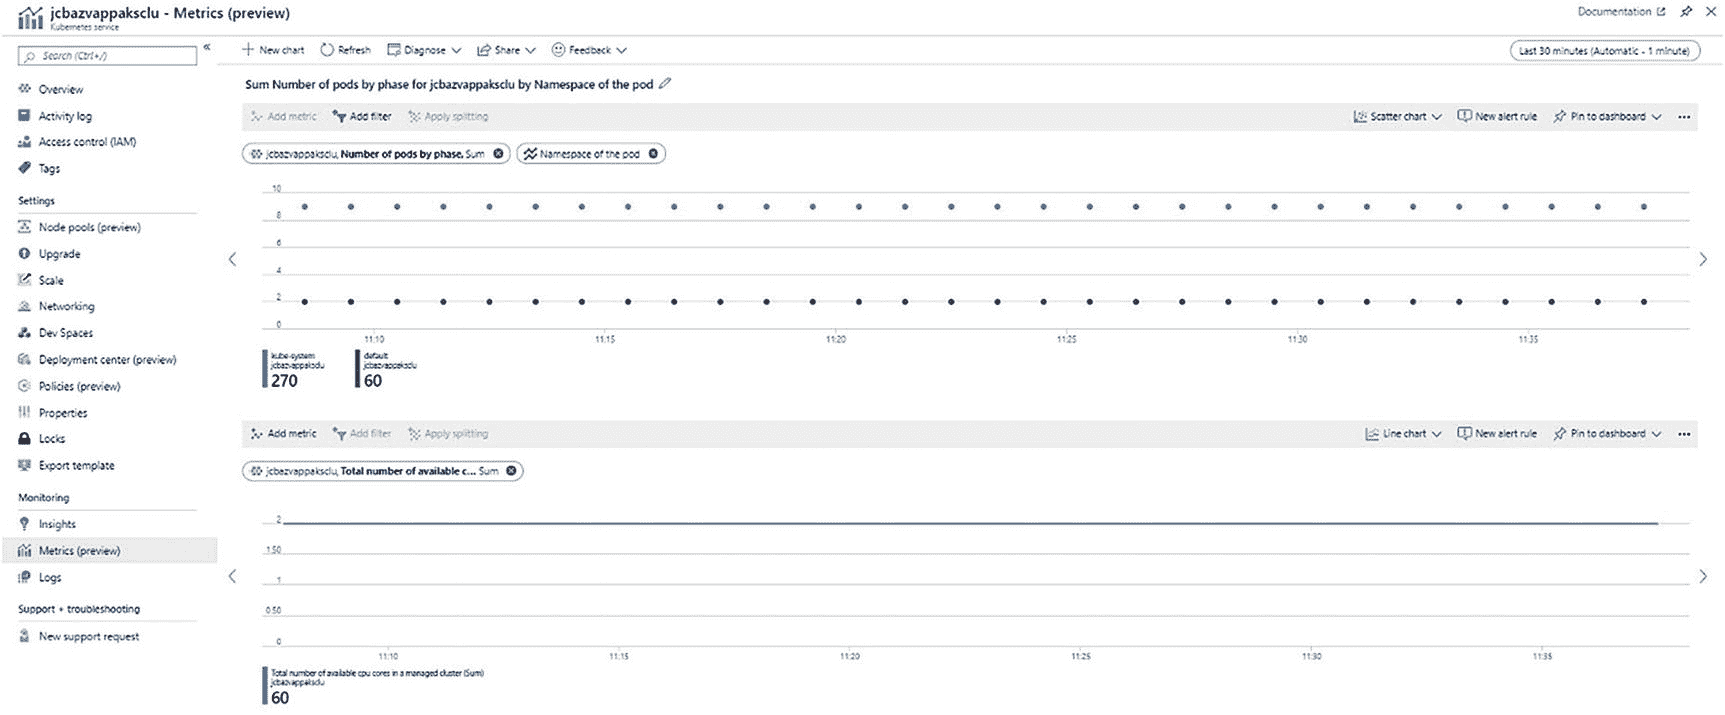 jcbazvappaksclu - Metrics (preview)
Kubernetes service
Documentation
Search (Ctrl+/)
«
New chart
Refresh
Diagnose
Share
Feedback
Last 30 minutes (Automatic - 1 minute)
Overview
Activity log
Access control (IAM)
Tags
Settings
Node pools (preview)
Upgrade
Scale
Networking
Dev Spaces
Deployment center (preview)
Policies (preview)
Properties
Locks
Export template
Monitoring
Insights
Metrics (preview)
Logs
Support + troubleshooting
New support request
Sum Number of pods by phase for jcbazvappaksclu by Namespace of the pod
Add metric
Add filter
Apply splitting
Scatter chart
New alert rule
Pin to dashboard
jcbazvappaksclu, Number of pods by phase, Sum
Namespace of the pod
10
8
6
4
2
0
11:10
11:15
11:20
11:25
11:30
11:35
kube-system
jcbazvappaksclu
270
default
jcbazvappaksclu
60
Add metric
Add filter
Apply splitting
Line chart
New alert rule
Pin to dashboard
jcbazvappaksclu, Total number of available c... Sum
2
1.50
1
0.50
0
11:10
11:15
11:20
11:25
11:30
11:35
Total number of available cpu cores in a managed cluster (Sum)
jcbazvappaksclu
60